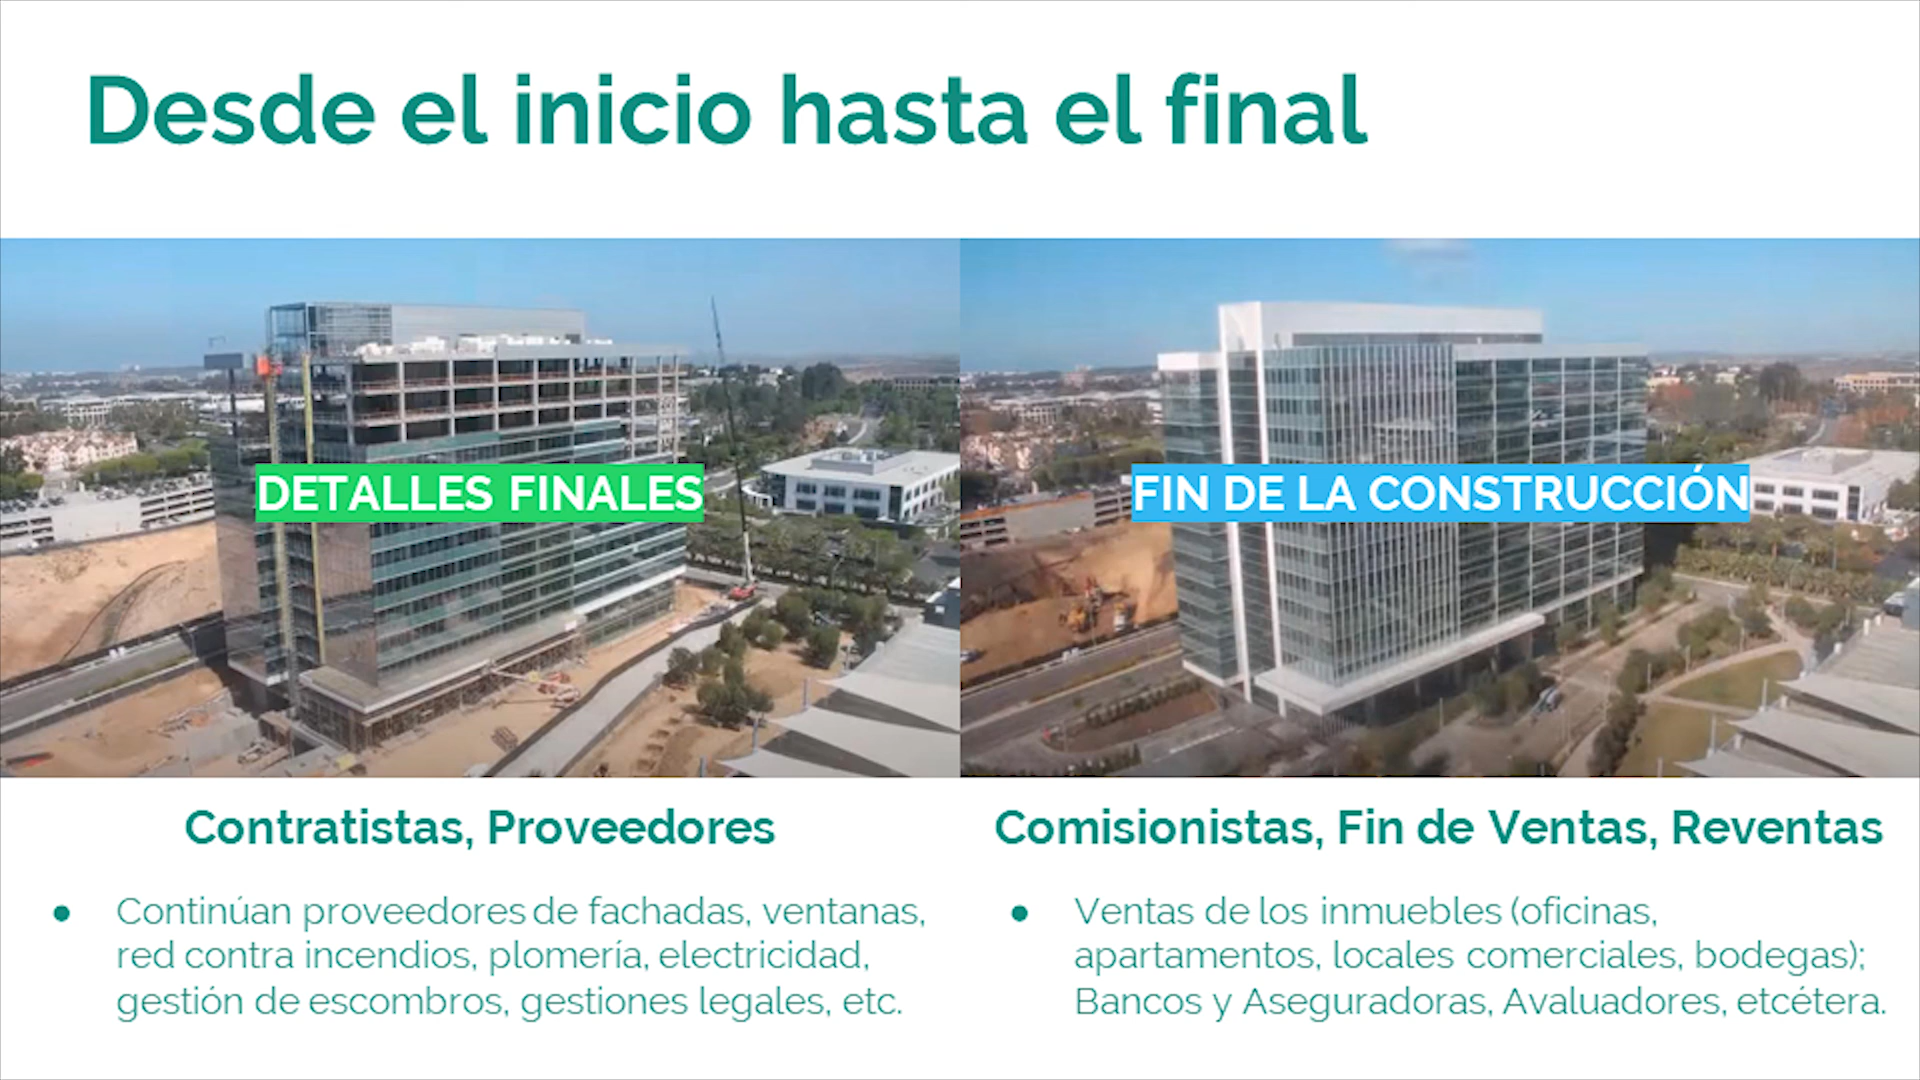 Desde el inicio hasta el final
DETALLES FINALES
FIN DE LA CONSTRUCCIÓN
Contratistas, Proveedores
● Continúan proveedores de fachadas, ventanas,
red contra incendios, plomería, electricidad,
gestión de escombros, gestiones legales, etc.
Comisionistas, Fin de Ventas, Reventas
● Ventas de los inmuebles (oficinas,
apartamentos, locales comerciales, bodegas);
Bancos y Aseguradoras, Avaluadores, etcétera.